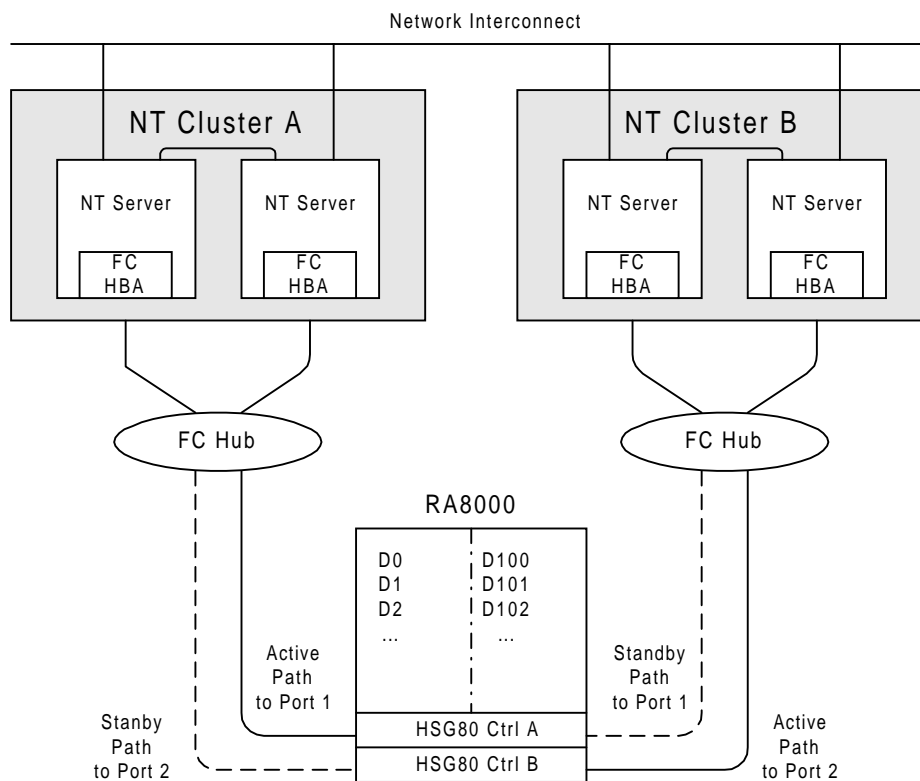 Network Interconnect
NT Cluster A
NT Cluster B
NT Server
NT Server
NT Server
NT Server
FC
HBA
FC
HBA
FC
HBA
FC
HBA
FC Hub
FC Hub
RA8000
D0
D1
D2
...
D100
D101
D102
...
Active
Path
to Port 1
Standby
Path
to Port 1
Stanby
Path
to Port 2
HSG80 Ctrl A
HSG80 Ctrl B
Active
Path
to Port 2